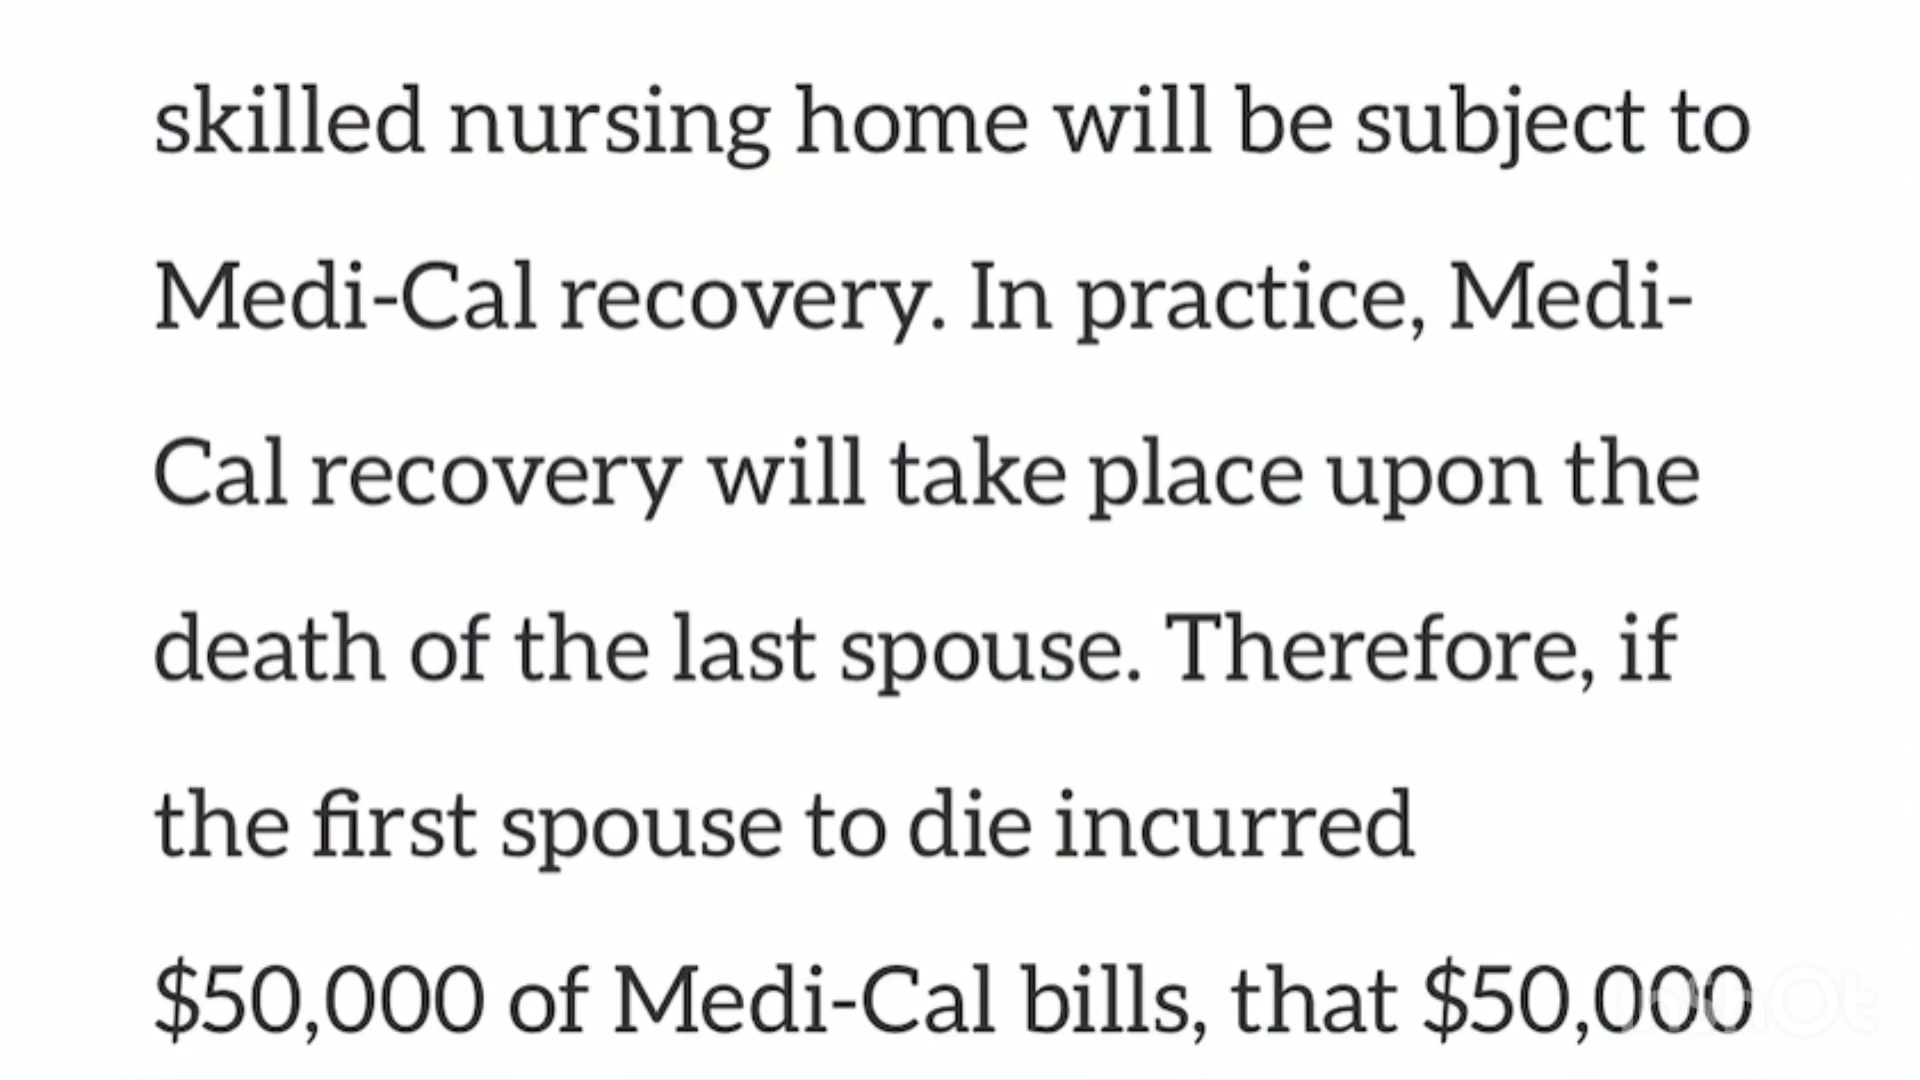 skilled nursing home will be subject to
Medi-Cal recovery. In practice, Medi-
Cal recovery will take place upon the
death of the last spouse. Therefore, if
the first spouse to die incurred
$50,000 of Medi-Cal bills, that $50,000
InShOt